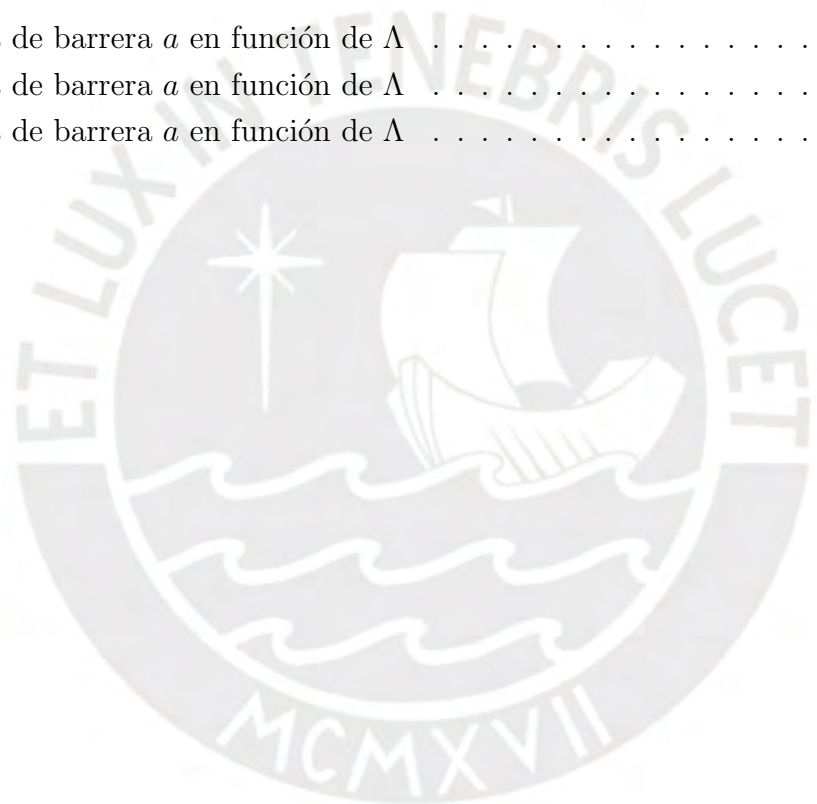 de barrera a en función de Λ . . . . . . . . . . . . . . . .
de barrera a en función de Λ . . . . . . . . . . . . . . . .
de barrera a en función de Λ . . . . . . . . . . . . . . . .
ET LUX IN TENEBRIS LUCET
MCMXVII